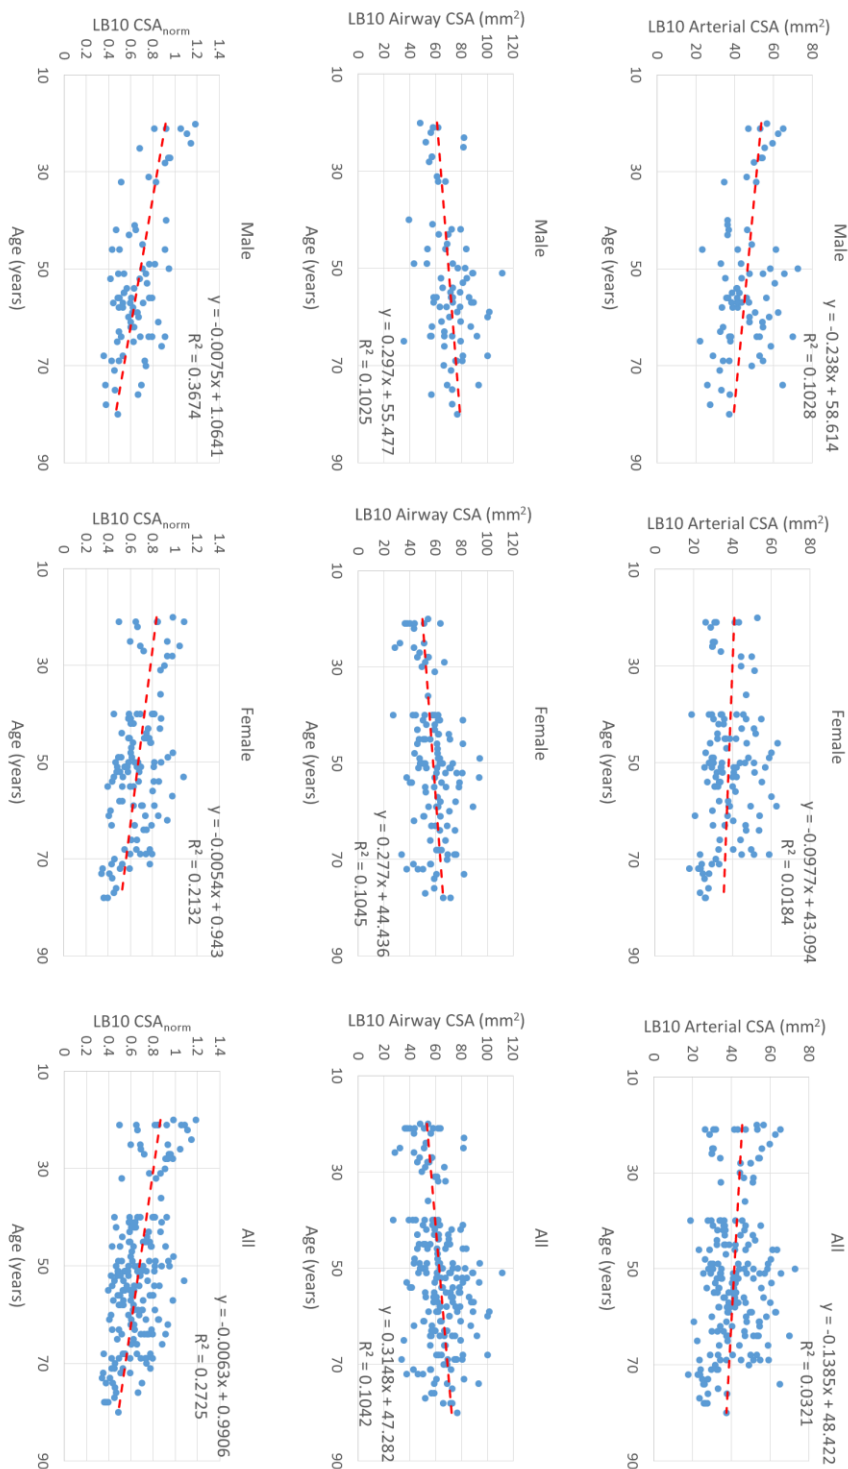 Male
y = -0.238x + 58.614
R² = 0.1028
LB10 Arterial CSA (mm²)
80
60
40
20
0
10 30 50 70 90
Age (years)
Female
y = -0.0977x + 43.094
R² = 0.0184
LB10 Arterial CSA (mm²)
80
60
40
20
0
10 30 50 70 90
Age (years)
All
y = -0.1385x + 48.422
R² = 0.0321
LB10 Arterial CSA (mm²)
80
60
40
20
0
10 30 50 70 90
Age (years)
Male
LB10 Airway CSA (mm²)
120
100
80
60
40
20
0
y = 0.297x + 55.477
R² = 0.1025
10 30 50 70 90
Age (years)
Female
LB10 Airway CSA (mm²)
120
100
80
60
40
20
0
y = 0.277x + 44.436
R² = 0.1045
10 30 50 70 90
Age (years)
All
LB10 Airway CSA (mm²)
120
100
80
60
40
20
0
y = 0.3148x + 47.282
R² = 0.1042
10 30 50 70 90
Age (years)
Male
y = -0.0075x + 1.0641
R² = 0.3674
LB10 CSAnorm
1.4
1.2
1
0.8
0.6
0.4
0.2
0
10 30 50 70 90
Age (years)
Female
y = -0.0054x + 0.943
R² = 0.2132
LB10 CSAnorm
1.4
1.2
1
0.8
0.6
0.4
0.2
0
10 30 50 70 90
Age (years)
All
y = -0.0063x + 0.9906
R² = 0.2725
LB10 CSAnorm
1.4
1.2
1
0.8
0.6
0.4
0.2
0
10 30 50 70 90
Age (years)